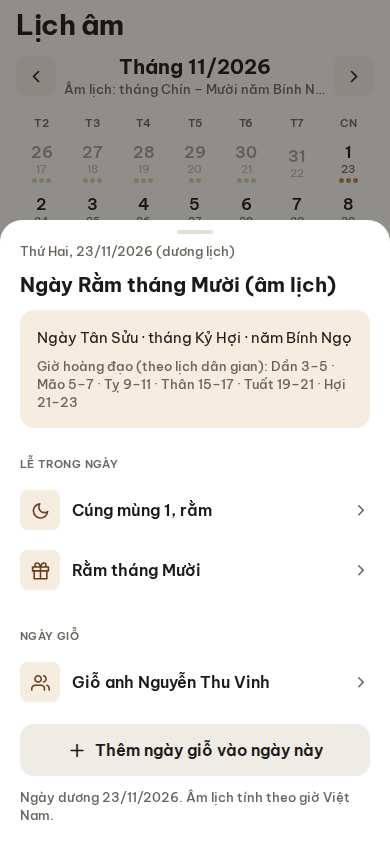 Lịch âm
Tháng 11/2026
Âm lịch: tháng Chín – Mười năm Bính N...
T2 T3 T4 T5 T6 T7 CN
26 27 28 29 30 31 1
17 18 19 20 21 22 23
2 3 4 5 6 7 8
Thứ Hai, 23/11/2026 (dương lịch)
Ngày Rằm tháng Mười (âm lịch)
Ngày Tân Sửu · tháng Kỷ Hợi · năm Bính Ngọ
Giờ hoàng đạo (theo lịch dân gian): Dần 3–5 ·
Mão 5–7 · Tỵ 9–11 · Thân 15–17 · Tuất 19–21 · Hợi
21–23
LỄ TRONG NGÀY
Cúng mùng 1, rằm
Rằm tháng Mười
NGÀY GIỖ
Giỗ anh Nguyễn Thu Vinh
Thêm ngày giỗ vào ngày này
Ngày dương 23/11/2026. Âm lịch tính theo giờ Việt
Nam.